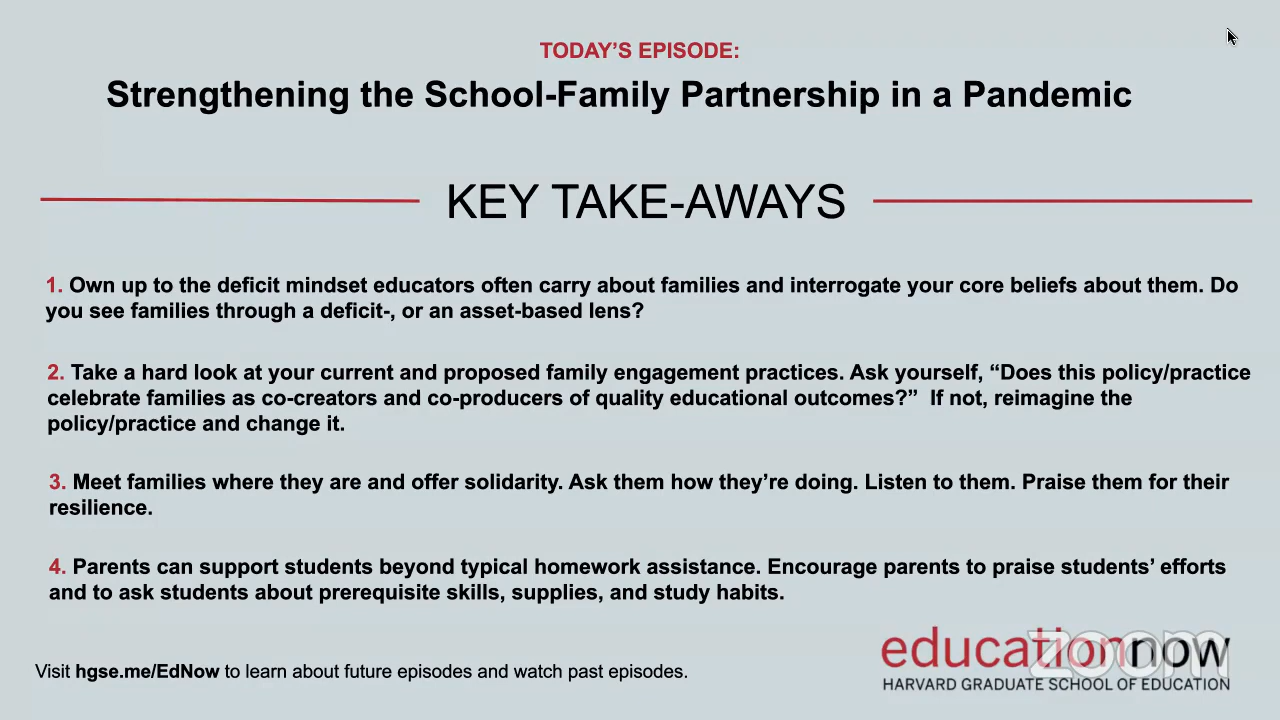 TODAY'S EPISODE:
Strengthening the School-Family Partnership in a Pandemic
KEY TAKE-AWAYS
1. Own up to the deficit mindset educators often carry about families and interrogate your core beliefs about them. Do
you see families through a deficit-, or an asset-based lens?
2. Take a hard look at your current and proposed family engagement practices. Ask yourself, “Does this policy/practice
celebrate families as co-creators and co-producers of quality educational outcomes?” If not, reimagine the
policy/practice and change it.
3. Meet families where they are and offer solidarity. Ask them how they’re doing. Listen to them. Praise them for their
resilience.
4. Parents can support students beyond typical homework assistance. Encourage parents to praise students’ efforts
and to ask students about prerequisite skills, supplies, and study habits.
Visit hgse.me/EdNow to learn about future episodes and watch past episodes.
educationnow
zoom
HARVARD GRADUATE SCHOOL OF EDUCATION